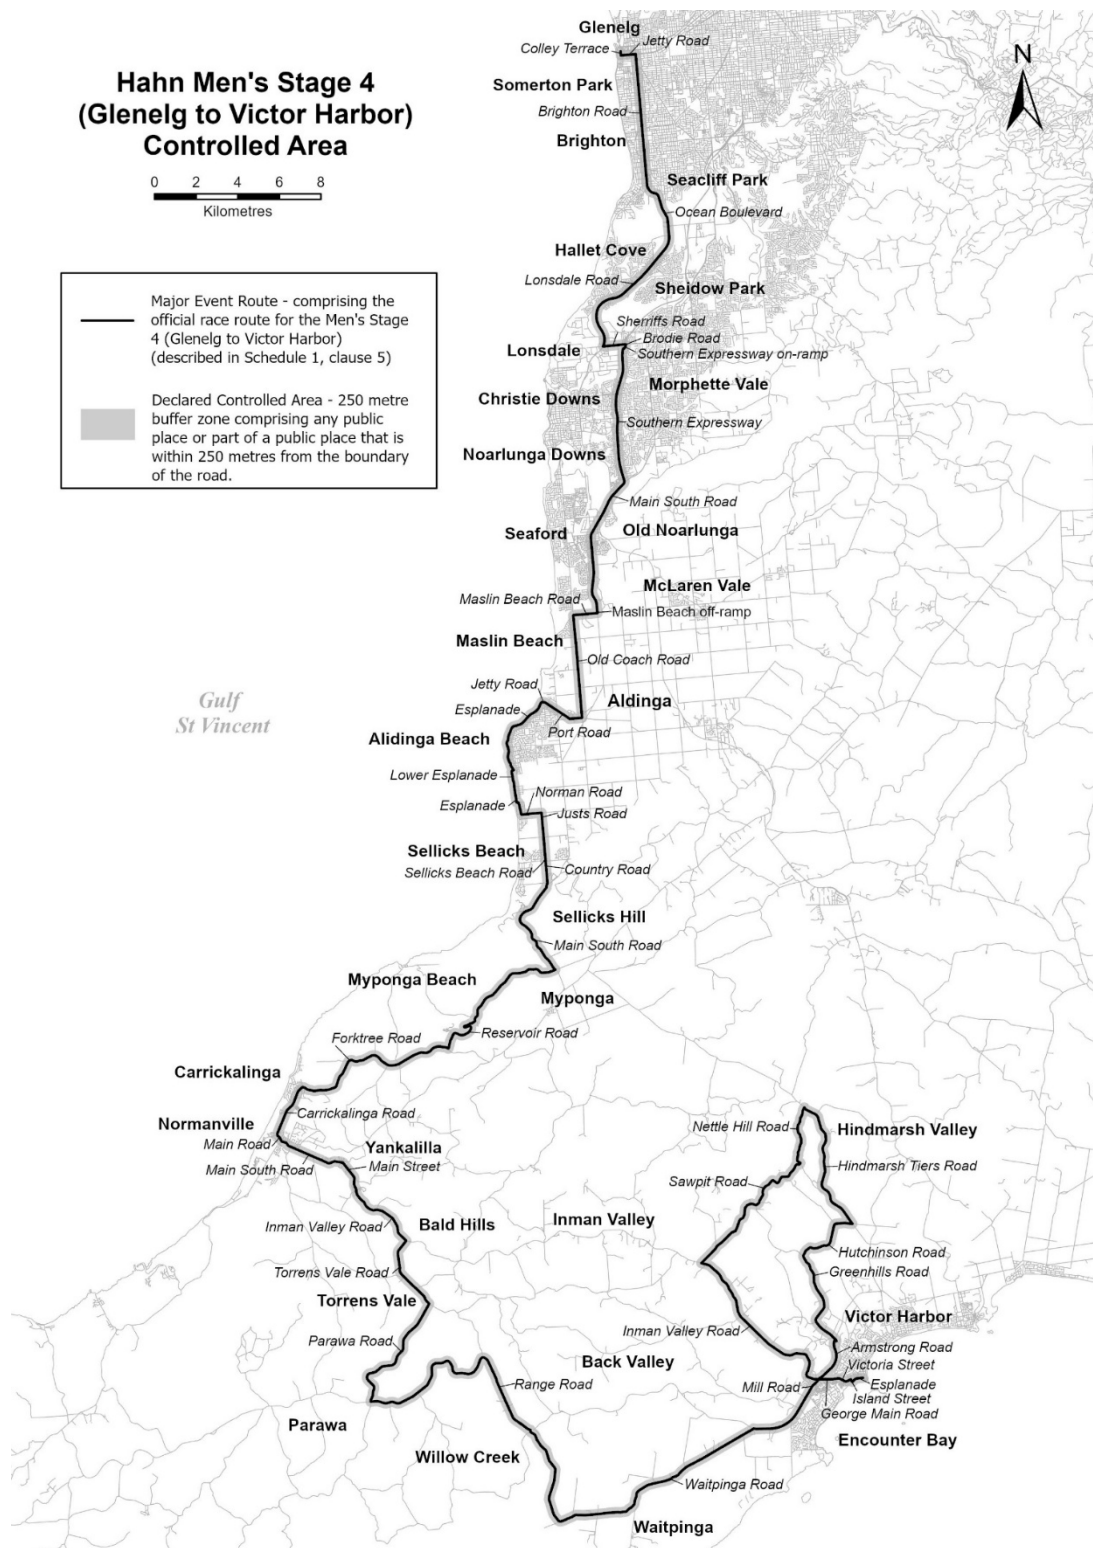 Glenelg
Colley Terrace
Jetty Road
N
Hahn Men's Stage 4
(Glenelg to Victor Harbor)
Controlled Area
0 2 4 6 8
Kilometres
Somerton Park
Brighton Road
Brighton
Seacliff Park
Ocean Boulevard
Hallet Cove
Lonsdale Road
Sheidow Park
Major Event Route - comprising the
official race route for the Men's Stage
4 (Glenelg to Victor Harbor)
(described in Schedule 1, clause 5)
Declared Controlled Area - 250 metre
buffer zone comprising any public
place or part of a public place that is
within 250 metres from the boundary
of the road.
Sherriffs Road
Brodie Road
Lonsdale
Southern Expressway on-ramp
Morphette Vale
Christie Downs
Southern Expressway
Noarlunga Downs
Main South Road
Seaford
Old Noarlunga
McLaren Vale
Maslin Beach Road
Maslin Beach off-ramp
Maslin Beach
Old Coach Road
Jetty Road
Aldinga
Gulf
St Vincent
Esplanade
Port Road
Alidinga Beach
Lower Esplanade
Norman Road
Esplanade
Justs Road
Sellicks Beach
Sellicks Beach Road
Country Road
Sellicks Hill
Main South Road
Myponga Beach
Myponga
Reservoir Road
Forktree Road
Carrickalinga
Carrickalinga Road
Normanville
Nettle Hill Road
Hindmarsh Valley
Main Road
Yankalilla
Main South Road
Main Street
Hindmarsh Tiers Road
Sawpit Road
Inman Valley Road
Bald Hills
Inman Valley
Hutchinson Road
Torrens Vale Road
Greenhills Road
Torrens Vale
Victor Harbor
Inman Valley Road
Parawa Road
Armstrong Road
Back Valley
Victoria Street
Range Road
Mill Road
Esplanade
Island Street
George Main Road
Parawa
Encounter Bay
Willow Creek
Waitpinga Road
Waitpinga